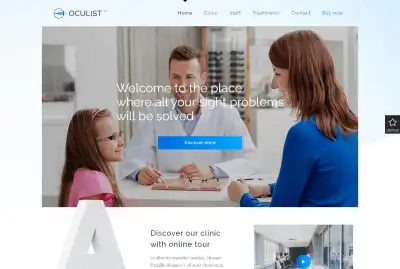 OCULIST
Home
Clinic
Staff
Treatments
Contact
Buy now
Welcome to the place
where all your sight problems
will be solved
Discover more
demos
A
Discover our clinic
with online tour